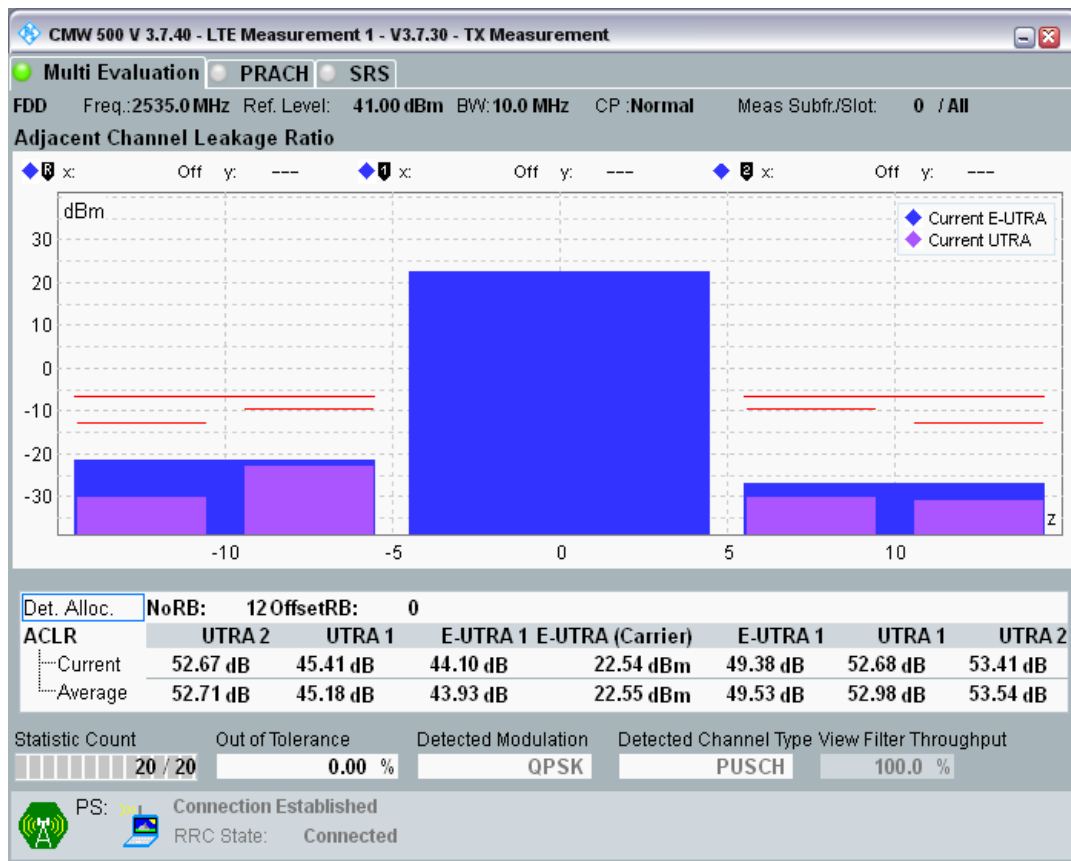 CMW 500 V 3.7.40 - LTE Measurement 1 - V3.7.30 - TX Measurement
Multi Evaluation PRACH SRS
FDD Freq.:2535.0 MHz Ref. Level: 41.00 dBm BW:10.0 MHz CP :Normal Meas Subfr./Slot: 0 / All
Adjacent Channel Leakage Ratio
R x: Off y: --- 1 x: Off y: --- 2 x: Off y: ---
dBm
Current E-UTRA
Current UTRA
30
20
10
0
-10
-20
-30
z
-10 -5 0 5 10
Det. Alloc. NoRB: 12 OffsetRB: 0
ACLR UTRA 2 UTRA 1 E-UTRA 1 E-UTRA (Carrier) E-UTRA 1 UTRA 1 UTRA 2
Current 52.67 dB 45.41 dB 44.10 dB 22.54 dBm 49.38 dB 52.68 dB 53.41 dB
Average 52.71 dB 45.18 dB 43.93 dB 22.55 dBm 49.53 dB 52.98 dB 53.54 dB
Statistic Count Out of Tolerance Detected Modulation Detected Channel Type View Filter Throughput
20 / 20 0.00 % QPSK PUSCH 100.0 %
PS: Connection Established
RRC State: Connected